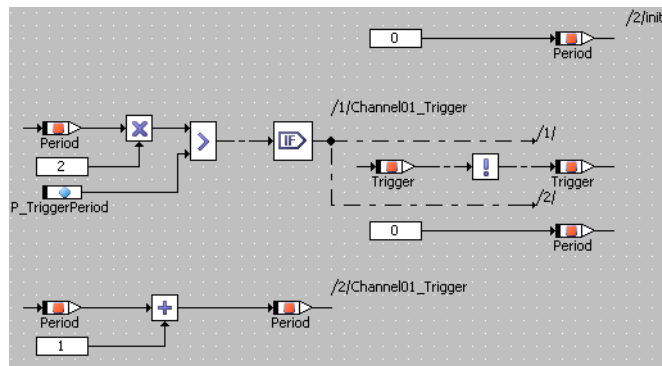 /2/init
0
Period
/1/Channel01_Trigger
Period
IF
/1/
2
Trigger
!
Trigger
P_TriggerPeriod
/2/
0
Period
/2/Channel01_Trigger
Period
+
Period
1